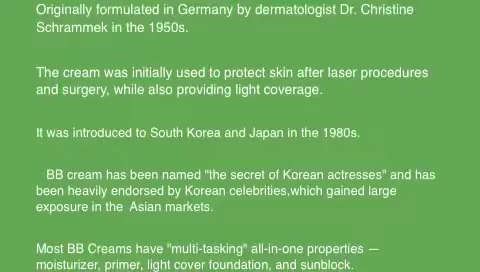 Originally formulated in Germany by dermatologist Dr. Christine
Schrammek in the 1950s.
The cream was initially used to protect skin after laser procedures
and surgery, while also providing light coverage.
It was introduced to South Korea and Japan in the 1980s.
BB cream has been named "the secret of Korean actresses" and has
been heavily endorsed by Korean celebrities,which gained large
exposure in the  Asian markets.
Most BB Creams have "multi-tasking" all-in-one properties —
moisturizer, primer, light cover foundation, and sunblock.